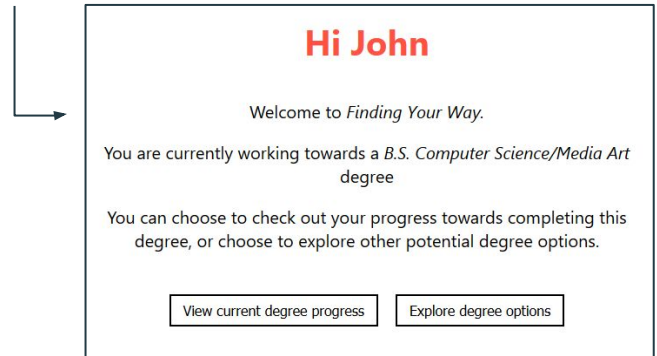 Hi John
Welcome to Finding Your Way.
You are currently working towards a B.S. Computer Science/Media Art
degree
You can choose to check out your progress towards completing this
degree, or choose to explore other potential degree options.
View current degree progress
Explore degree options